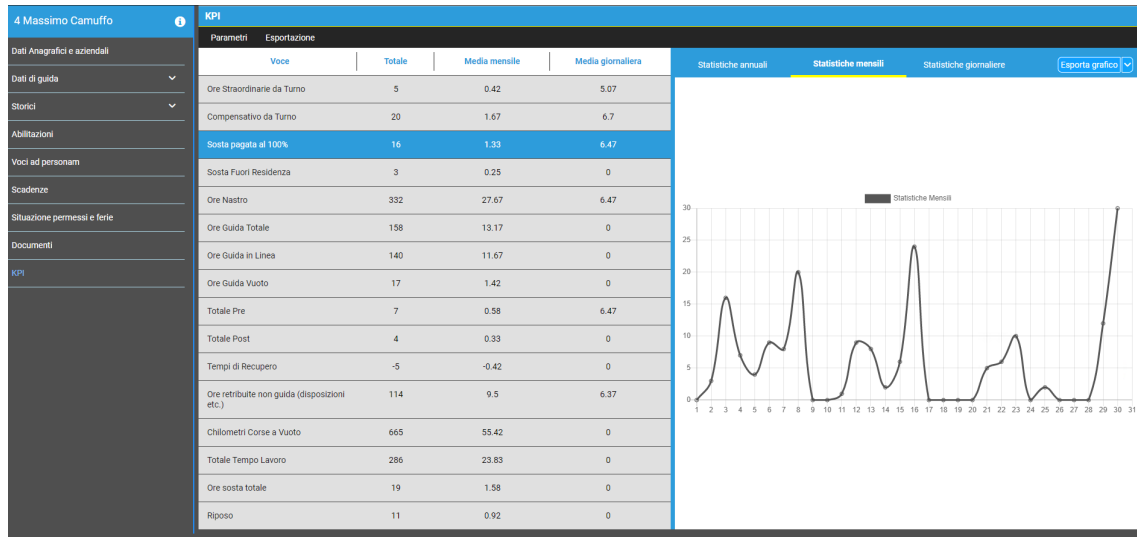 4 Massimo Camuffo
Dati Anagrafici e aziendali
Dati di guida
Storici
Abilitazioni
Voci ad personam
Scadenze
Situazione permessi e ferie
Documenti
KPI
KPI
Parametri Esportazione
Voce Totale Media mensile Media giornaliera
Ore Straordinarie da Turno 5 0.42 5.07
Compensativo da Turno 20 1.67 6.7
Sosta pagata al 100% 16 1.33 6.47
Sosta Fuori Residenza 3 0.25 0
Ore Nastro 332 27.67 6.47
Ore Guida Totale 158 13.17 0
Ore Guida in Linea 140 11.67 0
Ore Guida Vuoto 17 1.42 0
Totale Pre 7 0.58 6.47
Totale Post 4 0.33 0
Tempi di Recupero -5 -0.42 0
Ore retribuite non guida (disposizioni
etc.) 114 9.5 6.37
Chilometri Corse a Vuoto 665 55.42 0
Totale Tempo Lavoro 286 23.83 0
Ore sosta totale 19 1.58 0
Riposo 11 0.92 0
Statistiche annuali Statistiche mensili Statistiche giornaliere Esporta grafico
Statistiche Mensili
30
25
20
15
10
5
0
1 2 3 4 5 6 7 8 9 10 11 12 13 14 15 16 17 18 19 20 21 22 23 24 25 26 27 28 29 30 31